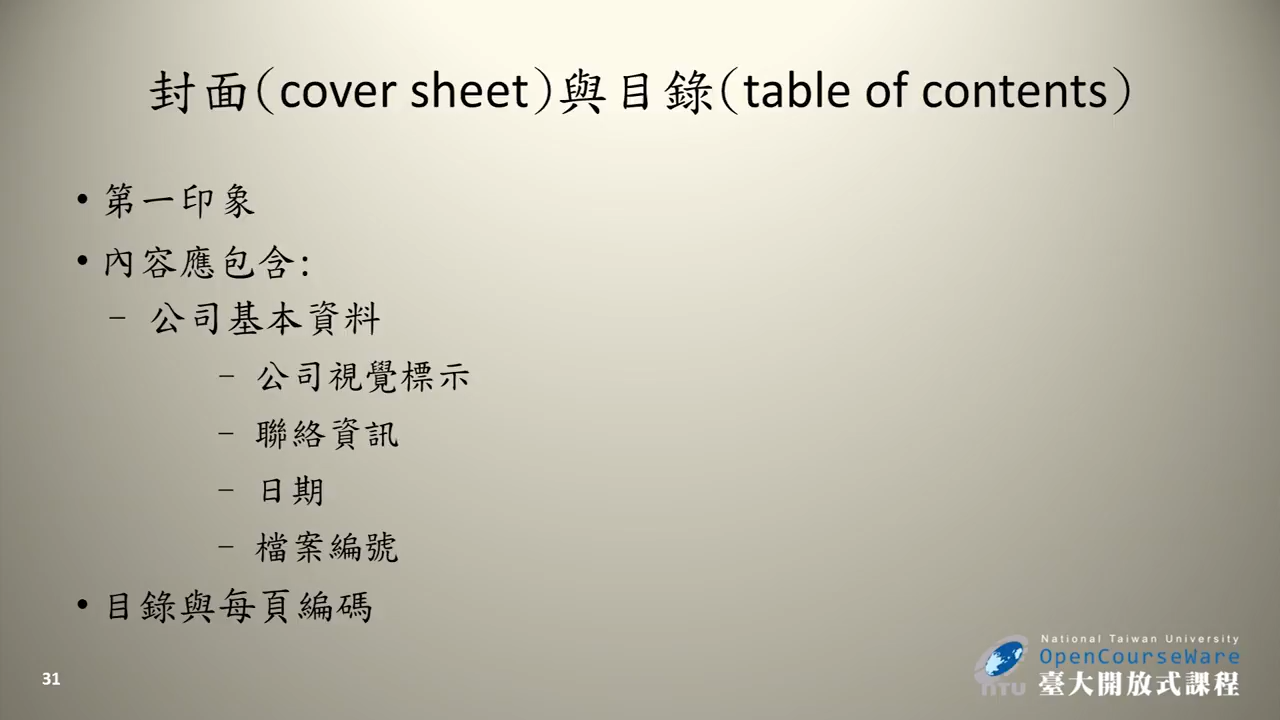 封面(cover sheet)與目錄(table of contents)
• 第一印象
• 內容應包含:
– 公司基本資料
– 公司視覺標示
– 聯絡資訊
– 日期
– 檔案編號
• 目錄與每頁編碼
31
NTU
National Taiwan University
OpenCourseWare
臺大開放式課程